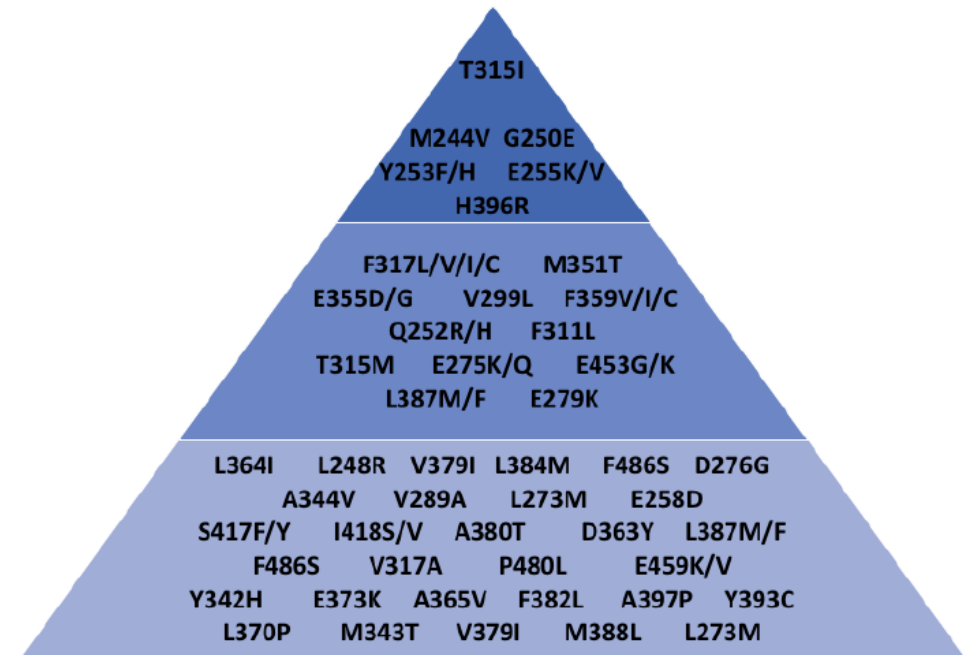 T315I
M244V G250E
Y253F/H E255K/V
H396R
F317L/V/I/C M351T
E355D/G V299L F359V/I/C
Q252R/H F311L
T315M E275K/Q E453G/K
L387M/F E279K
L364I L248R V379I L384M F486S D276G
A344V V289A L273M E258D
S417F/Y I418S/V A380T D363Y L387M/F
F486S V317A P480L E459K/V
Y342H E373K A365V F382L A397P Y393C
L370P M343T V379I M388L L273M